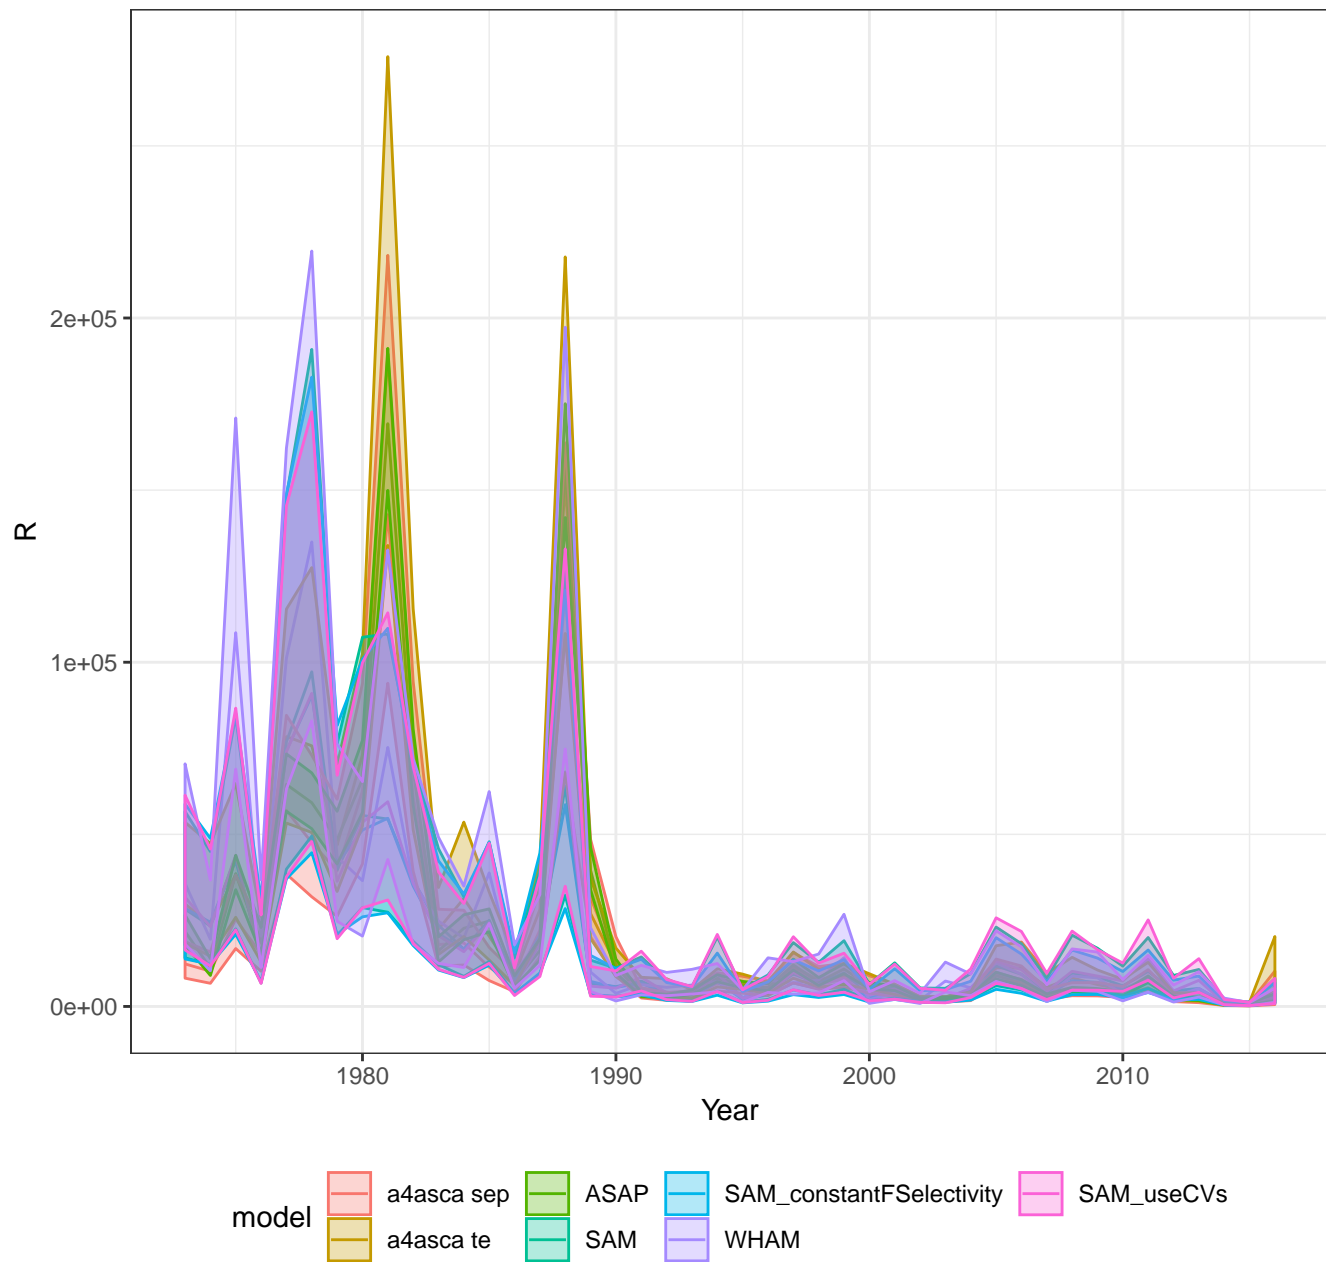 R
2e+05
1e+05
0e+00
1980 1990 2000 2010
Year
model
a4asca sep ASAP SAM_constantFSelectivity SAM_useCVs
a4asca te SAM WHAM